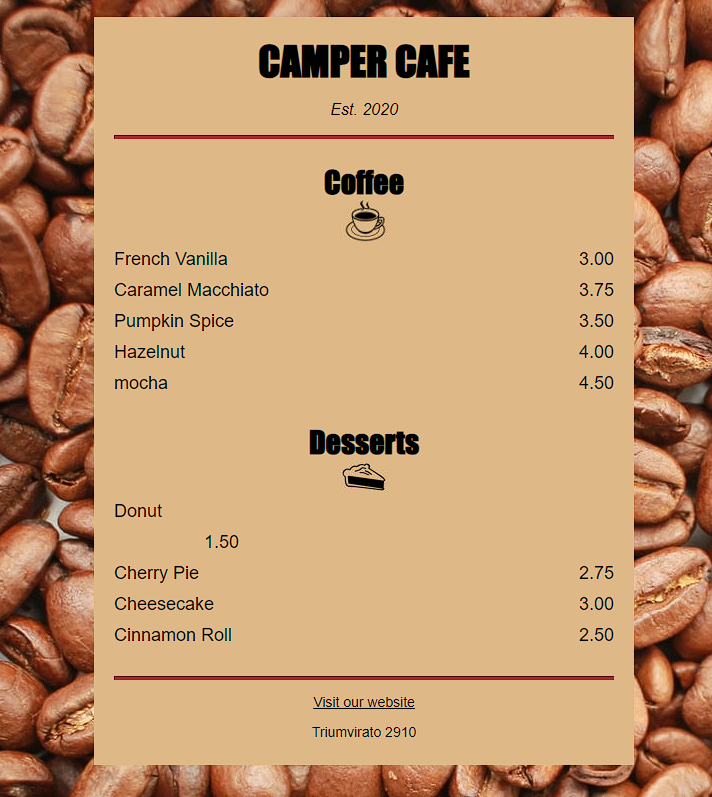 CAMPER CAFE
Est. 2020
Coffee
French Vanilla 3.00
Caramel Macchiato 3.75
Pumpkin Spice 3.50
Hazelnut 4.00
mocha 4.50
Desserts
Donut
1.50
Cherry Pie 2.75
Cheesecake 3.00
Cinnamon Roll 2.50
Visit our website
Triumvirato 2910